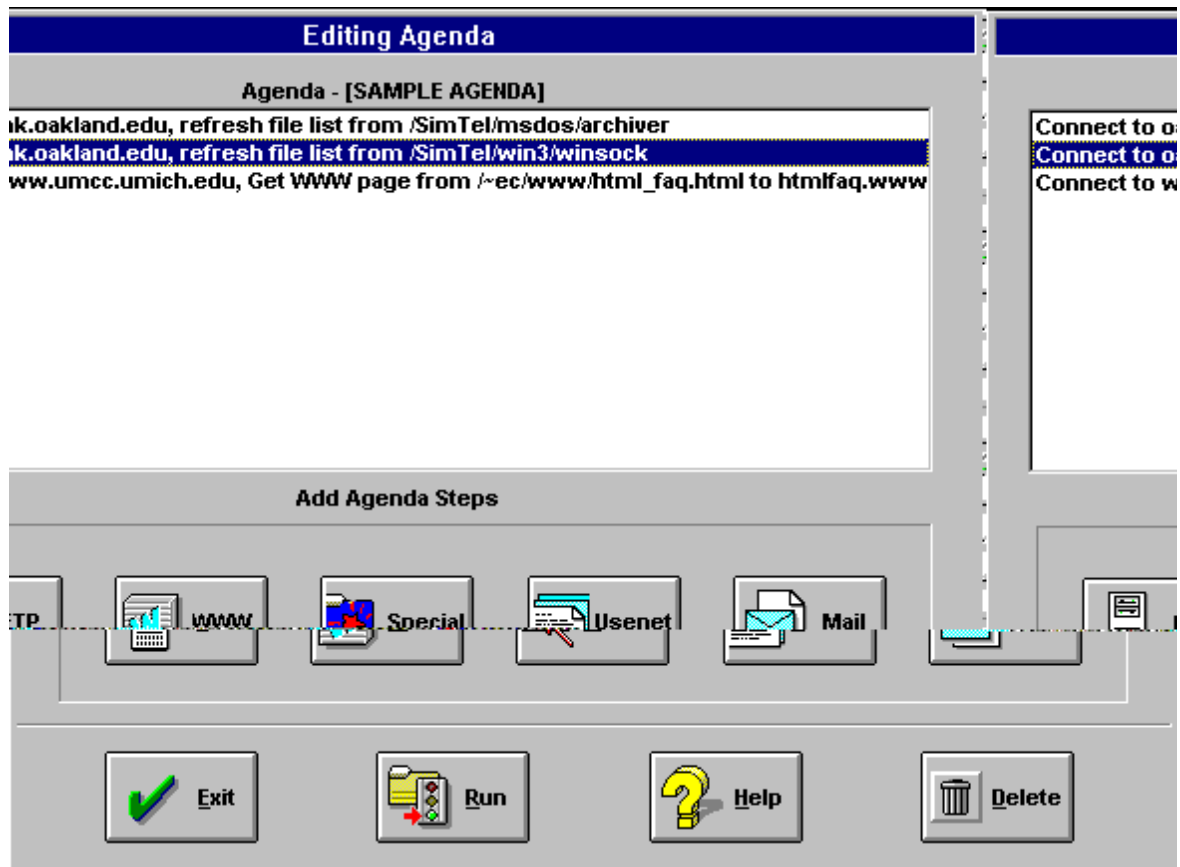 Editing Agenda
Agenda - [SAMPLE AGENDA]
k.oakland.edu, refresh file list from /SimTel/msdos/archiver
k.oakland.edu, refresh file list from /SimTel/win3/winsock
www.umcc.umich.edu, Get WWW page from /~ec/www/html_faq.html to htmlfaq.www
Connect to o
Connect to o
Connect to w
Add Agenda Steps
TP WWW Special Usenet Mail
Exit Run Help Delete